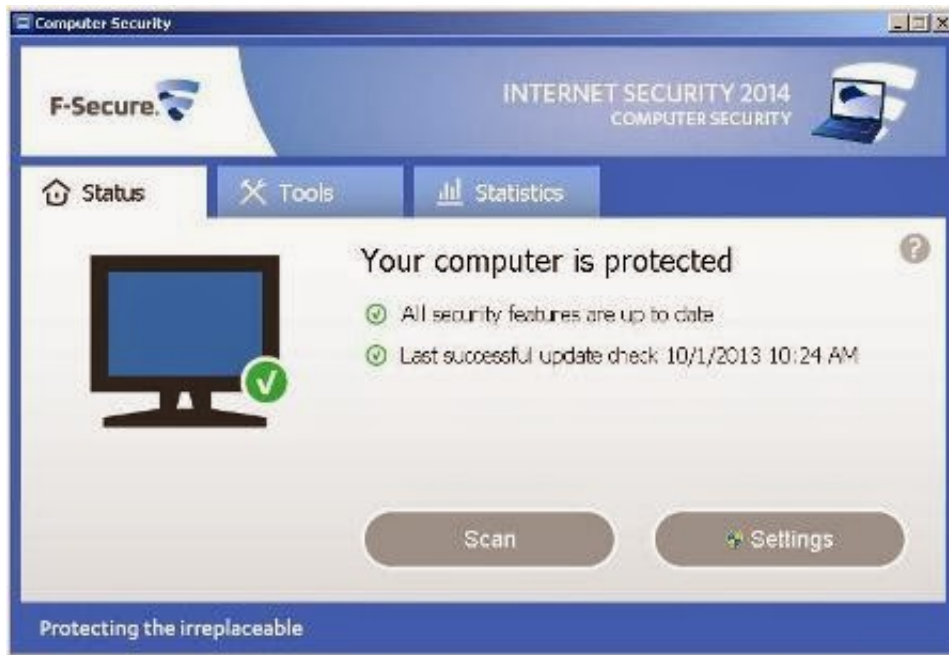 Computer Security
F-Secure.
INTERNET SECURITY 2014
COMPUTER SECURITY
Status
Tools
Statistics
Your computer is protected
?
All security features are up to date
Last successful update check 10/1/2013 10:24 AM
Scan
Settings
Protecting the irreplaceable